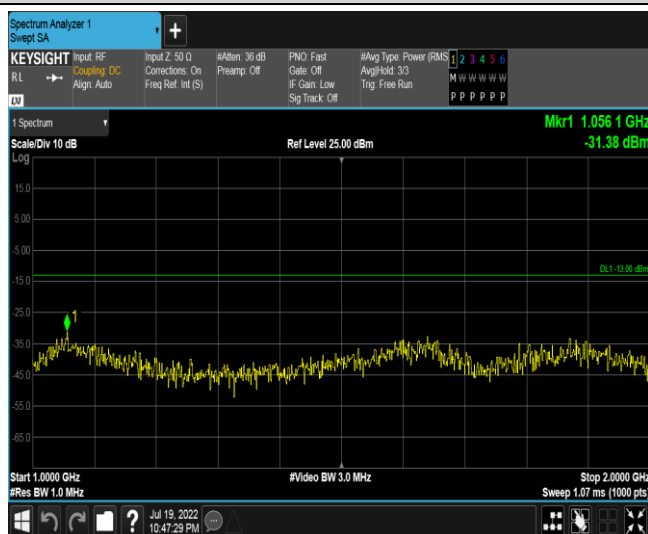 Spectrum Analyzer 1
Swept SA
KEYSIGHT
RL
LXI
Input: RF
Coupling: DC
Align: Auto
Input Z: 50 Ω
Corrections: On
Freq Ref: Int (S)
#Atten: 36 dB
Preamp: Off
PNO: Fast
Gate: Off
IF Gain: Low
Sig Track: Off
#Avg Type: Power (RMS
Avg|Hold: 3/3
Trig: Free Run
1 2 3 4 5 6
M W W W W W
P P P P P P
1 Spectrum
Scale/Div 10 dB
Ref Level 25.00 dBm
Mkr1 1.056 1 GHz
-31.38 dBm
Log
15.0
5.00
-5.00
DL1 -13.00 dBm
-15.0
-25.0
1
-35.0
-45.0
-55.0
-65.0
Start 1.0000 GHz
#Video BW 3.0 MHz
Stop 2.0000 GHz
#Res BW 1.0 MHz
Sweep 1.07 ms (1000 pts)
?
Jul 19, 2022
10:47:29 PM